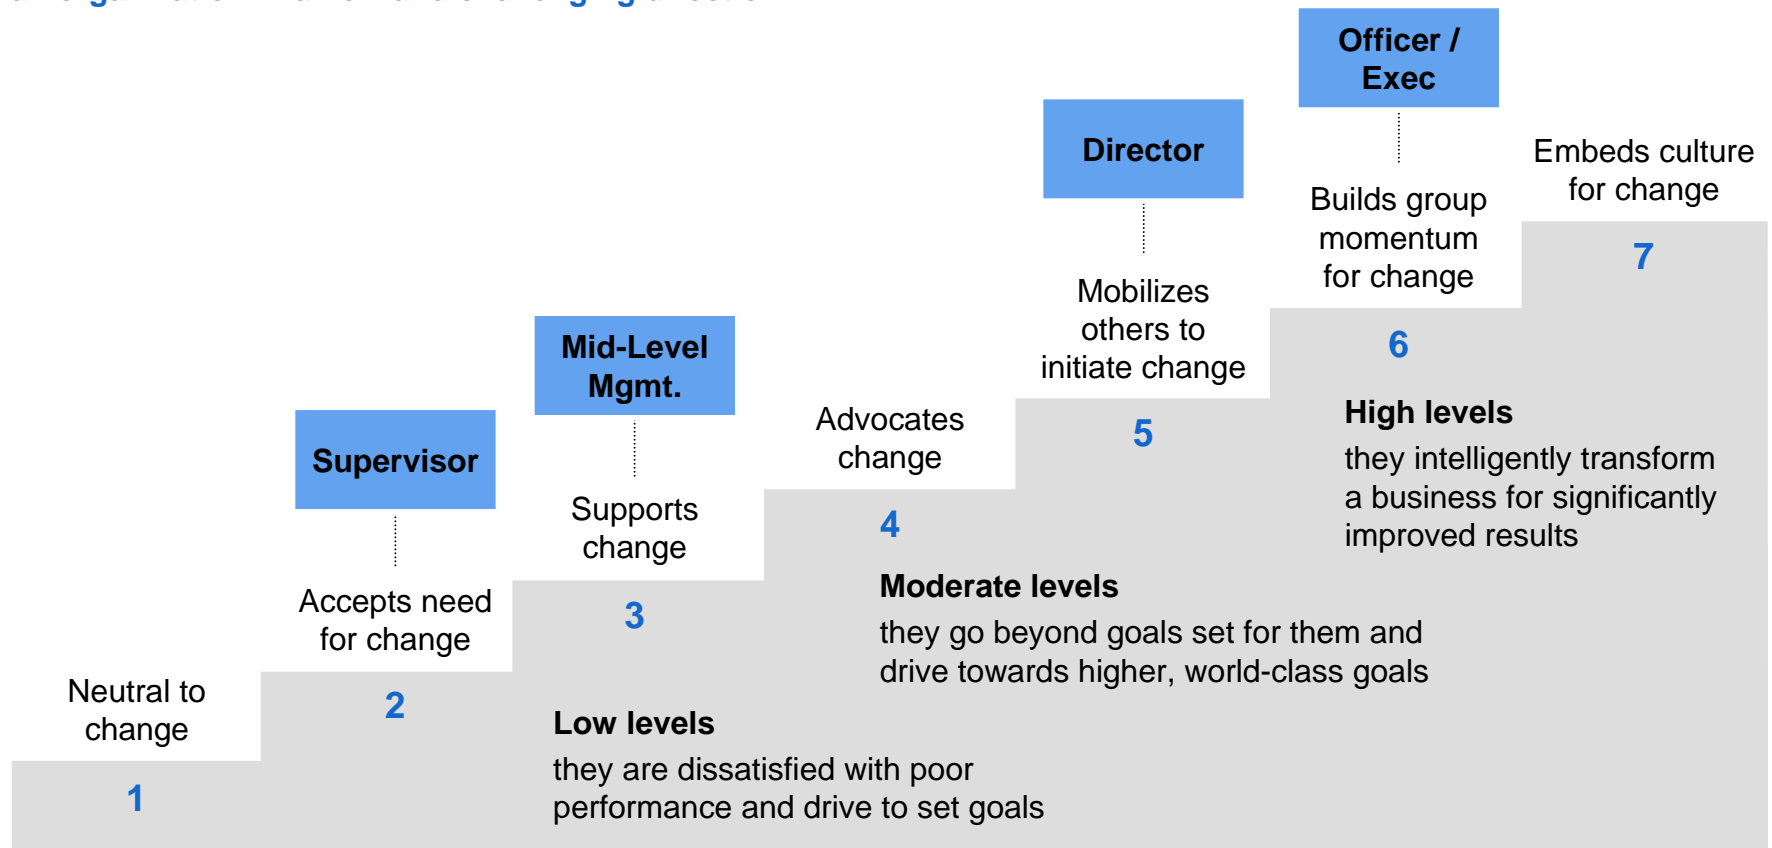 Officer /
Exec
Director
Embeds culture
for change
Builds group
momentum
for change
7
Mobilizes
others to
initiate change
6
Mid-Level
Mgmt.
High levels
they intelligently transform
a business for significantly
improved results
Advocates
change
5
Supervisor
Supports
change
4
Moderate levels
they go beyond goals set for them and
drive towards higher, world-class goals
Accepts need
for change
3
Neutral to
change
2
Low levels
they are dissatisfied with poor
performance and drive to set goals
1